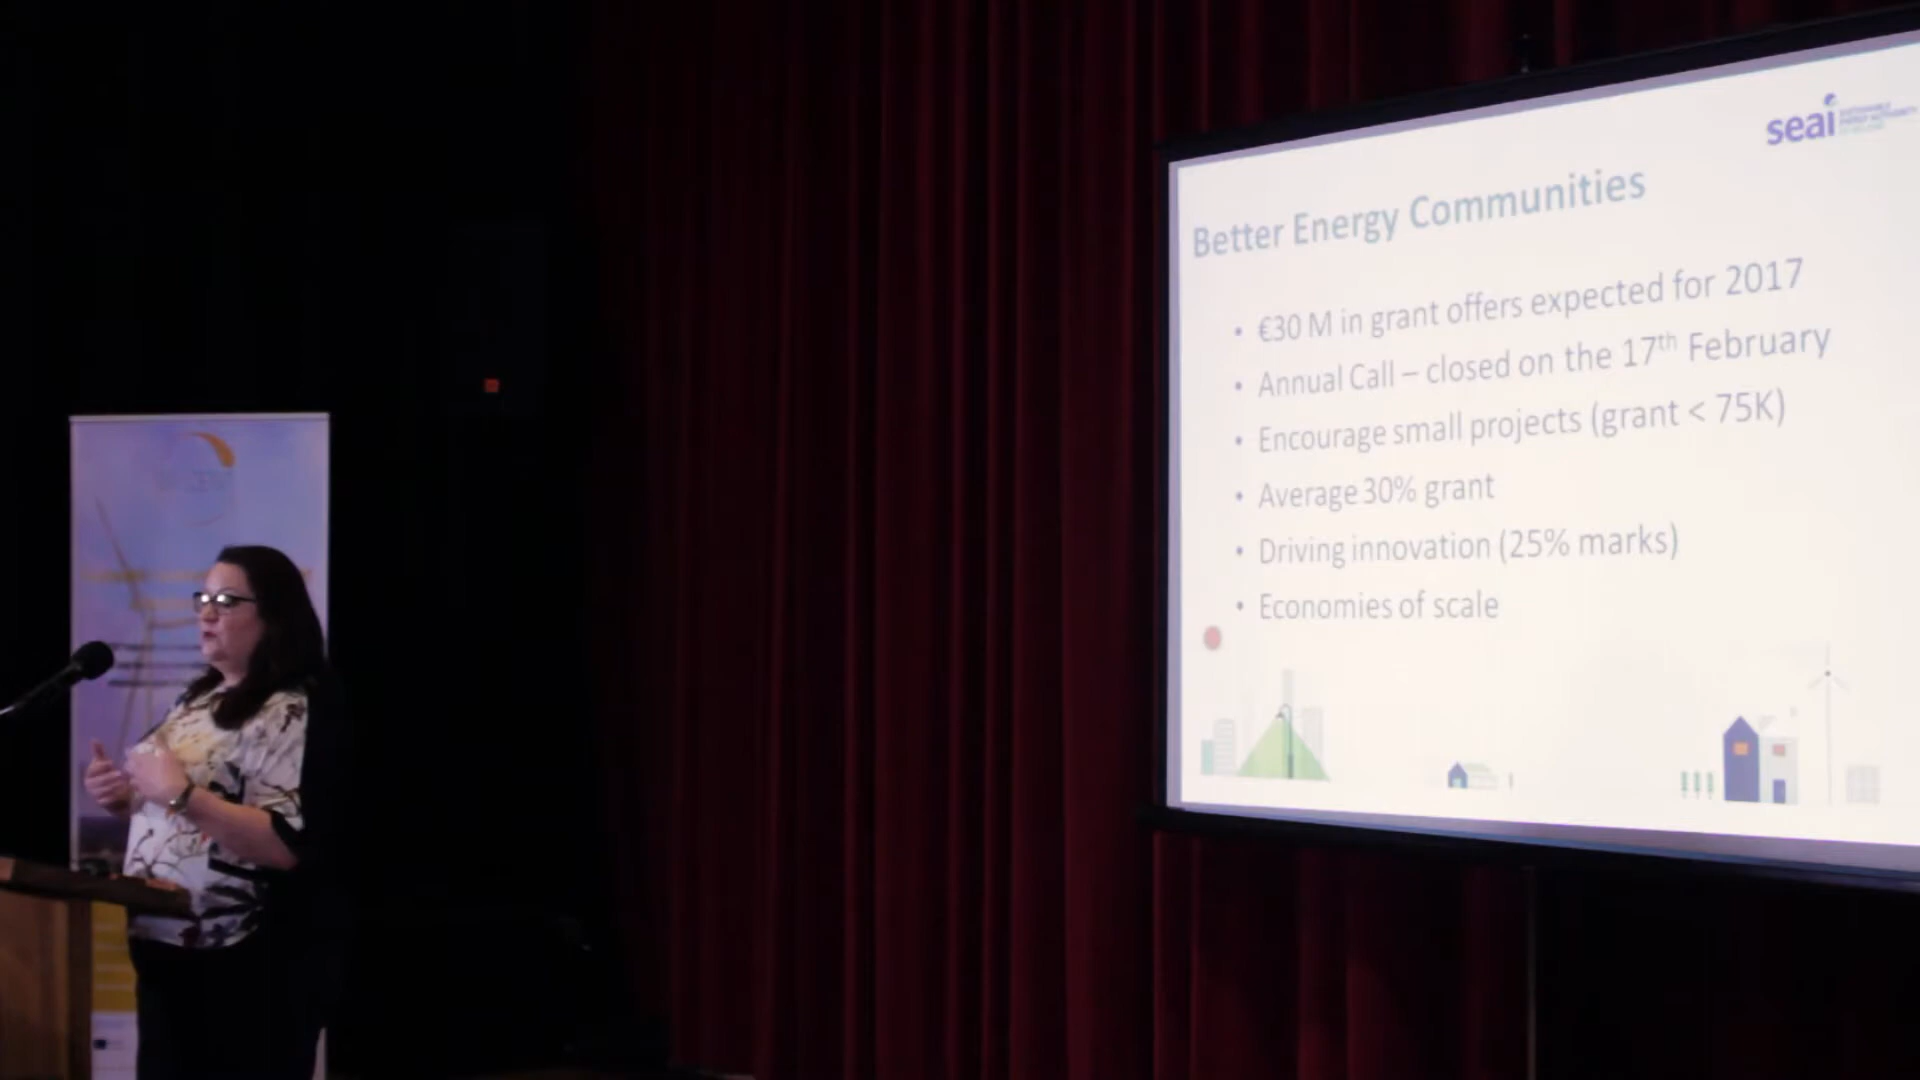 seai
Better Energy Communities
• €30 M in grant offers expected for 2017
• Annual Call – closed on the 17th February
• Encourage small projects (grant < 75K)
• Average 30% grant
• Driving innovation (25% marks)
• Economies of scale